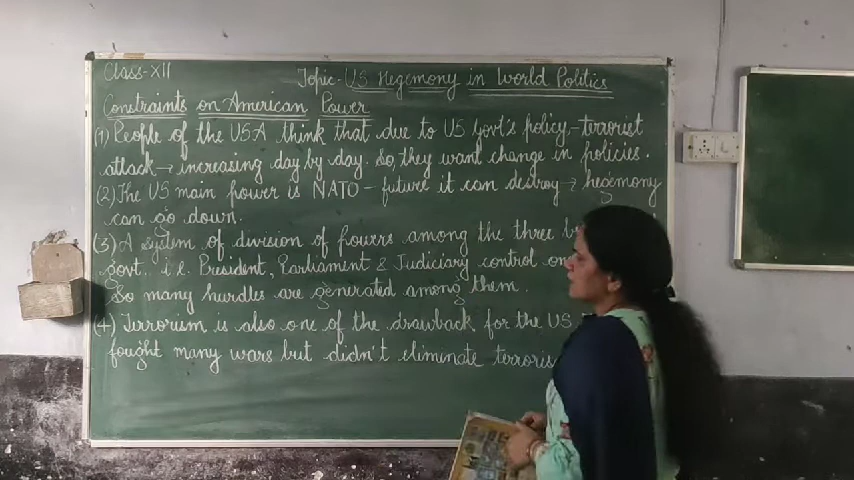 Class-XII
Topic-US Hegemony in World Politics
Constraints on American Power
(1) People of the USA think that due to US Govt's policy,-terrorist
attack → increasing day by day. So, they want change in policies.
(2) The US main power is NATO - future it can destroy → hegemony
can go down.
(3) A system of division of powers among the three
govt. i.e. President, Parliament & Judiciary control
So many hurdles are generated among them.
(4) Terrorism is also one of the drawback for the US
fought many wars but didn't eliminate